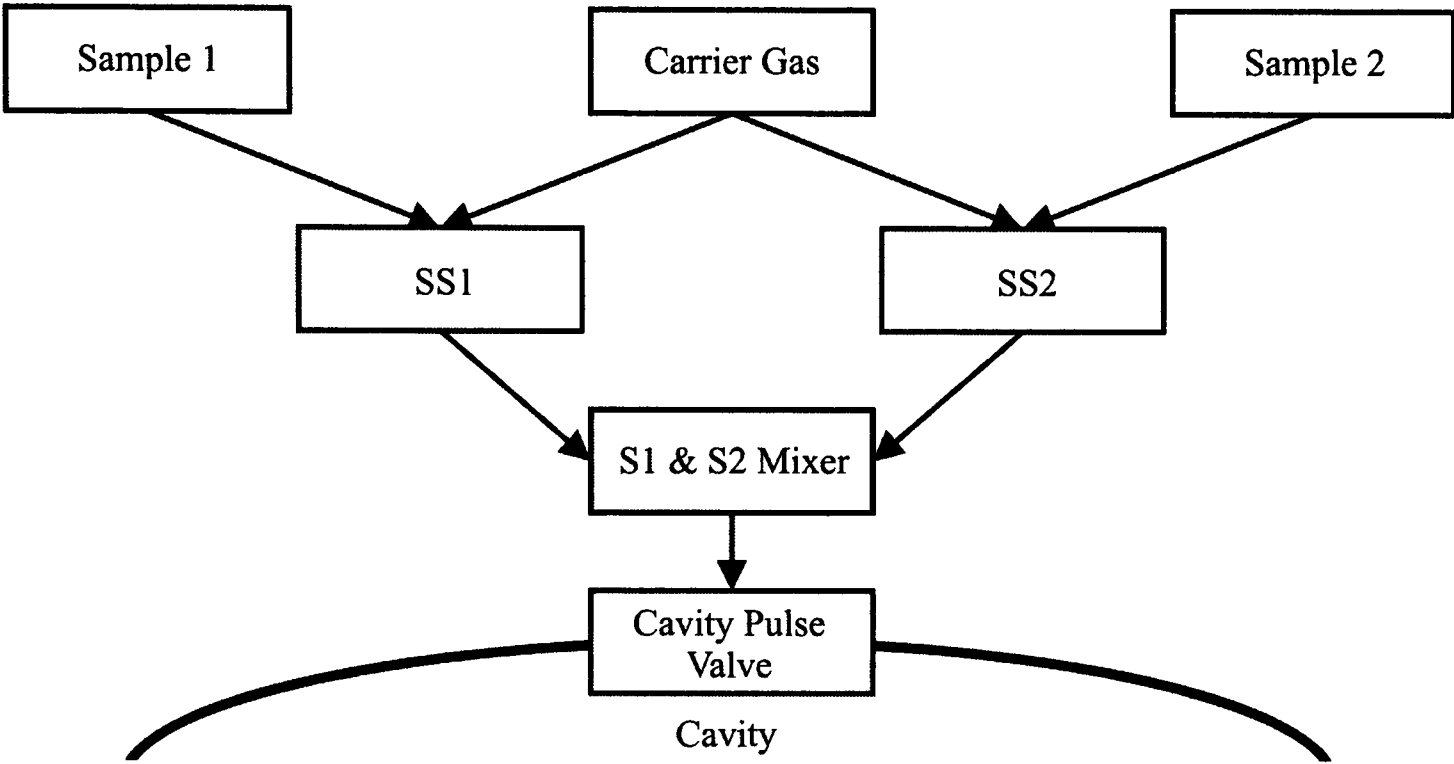 Sample 1
Carrier Gas
Sample 2
SS1
SS2
S1 & S2 Mixer
Cavity Pulse
Valve
Cavity